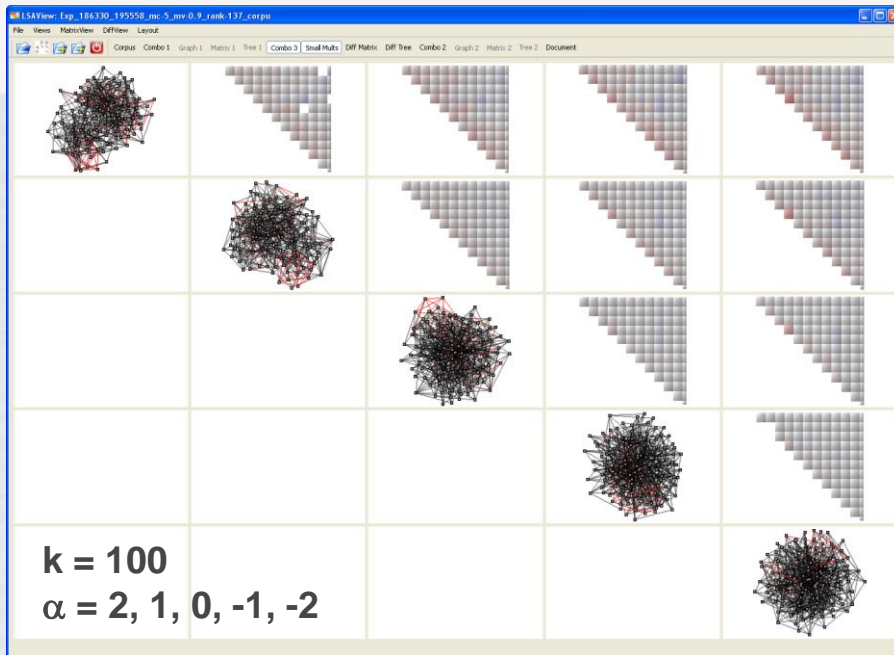 LSAView: Exp_186330_195558_mc-5_mv-0.9_rank-137_corpu
File Views MatrixView DiffView Layout
Corpus Combo 1 Graph 1 Matrix 1 Tree 1 Combo 3 Small Mults Diff Matrix Diff Tree Combo 2 Graph 2 Matrix 2 Tree 2 Document
k = 100
α = 2, 1, 0, -1, -2